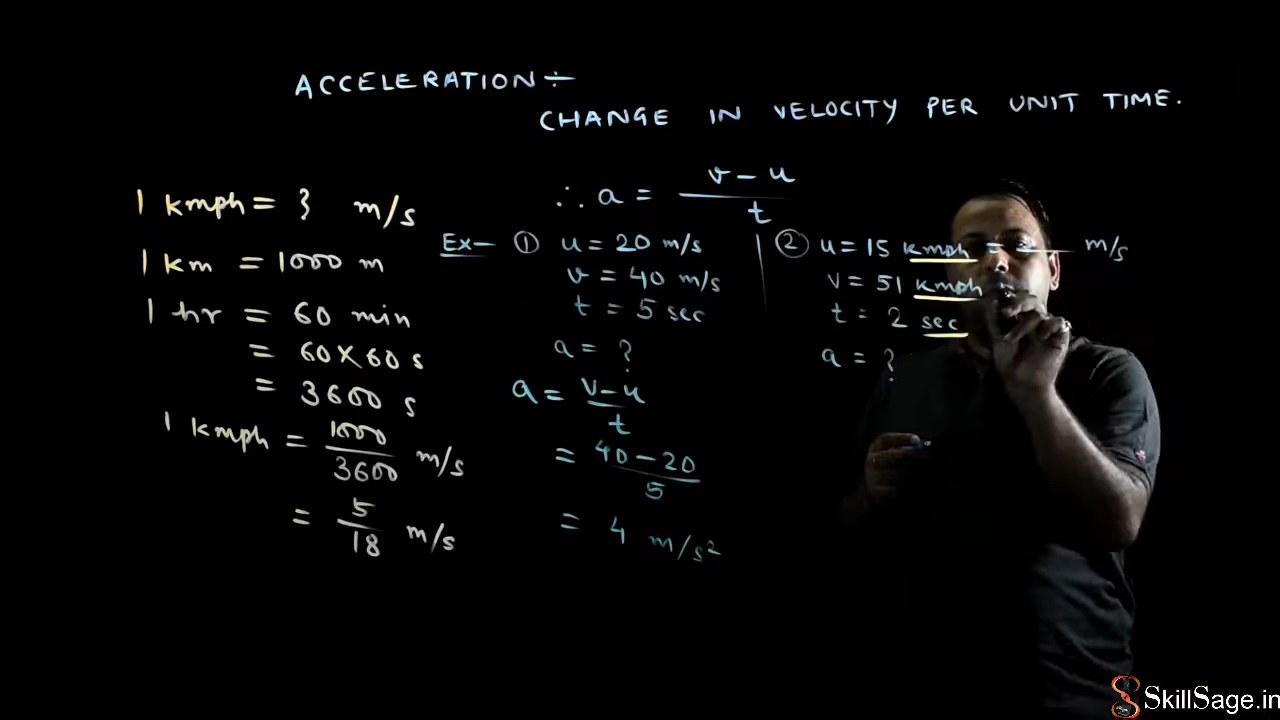 ACCELERATION ÷
CHANGE IN VELOCITY PER UNIT TIME.
∴ a = v - u / t
1 kmph = } m/s
1 km = 1000 m
1 hr = 60 min
= 60×60 s
= 3600 s
1 kmph = 1000/3600 m/s
= 5/18 m/s
Ex- ① u = 20 m/s
v = 40 m/s
t = 5 sec
a = ?
a = v-u / t
= 40 - 20 / 5
= 4 m/s²
② u = 15 kmph = m/s
v = 51 kmph
t = 2 sec
a = ?
SkillSage.in